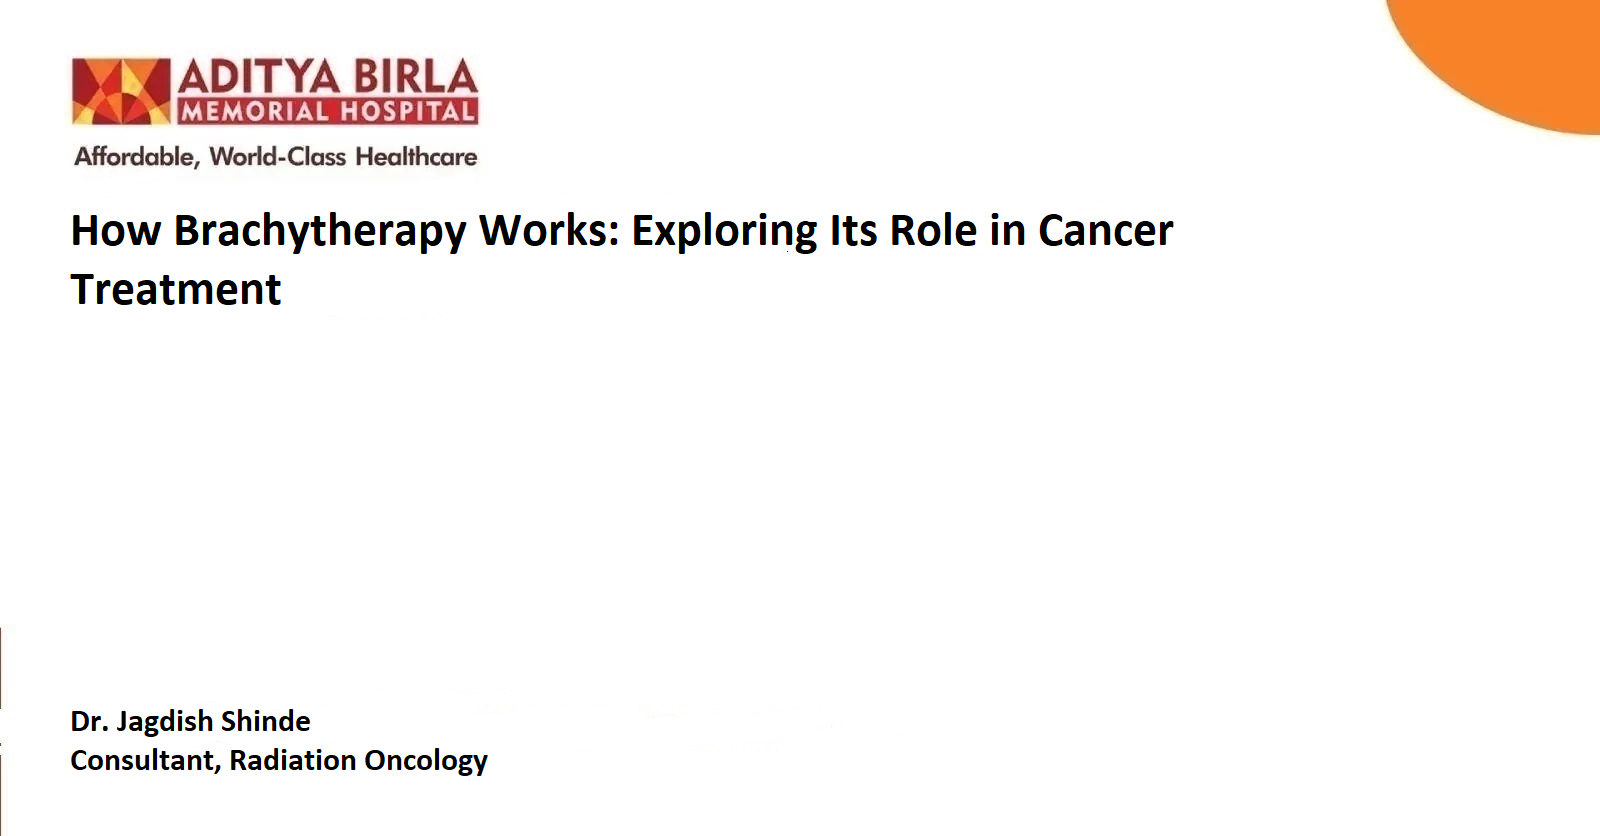 ADITYA BIRLA
MEMORIAL HOSPITAL
Affordable, World-Class Healthcare
How Brachytherapy Works: Exploring Its Role in Cancer
Treatment
Dr. Jagdish Shinde
Consultant, Radiation Oncology